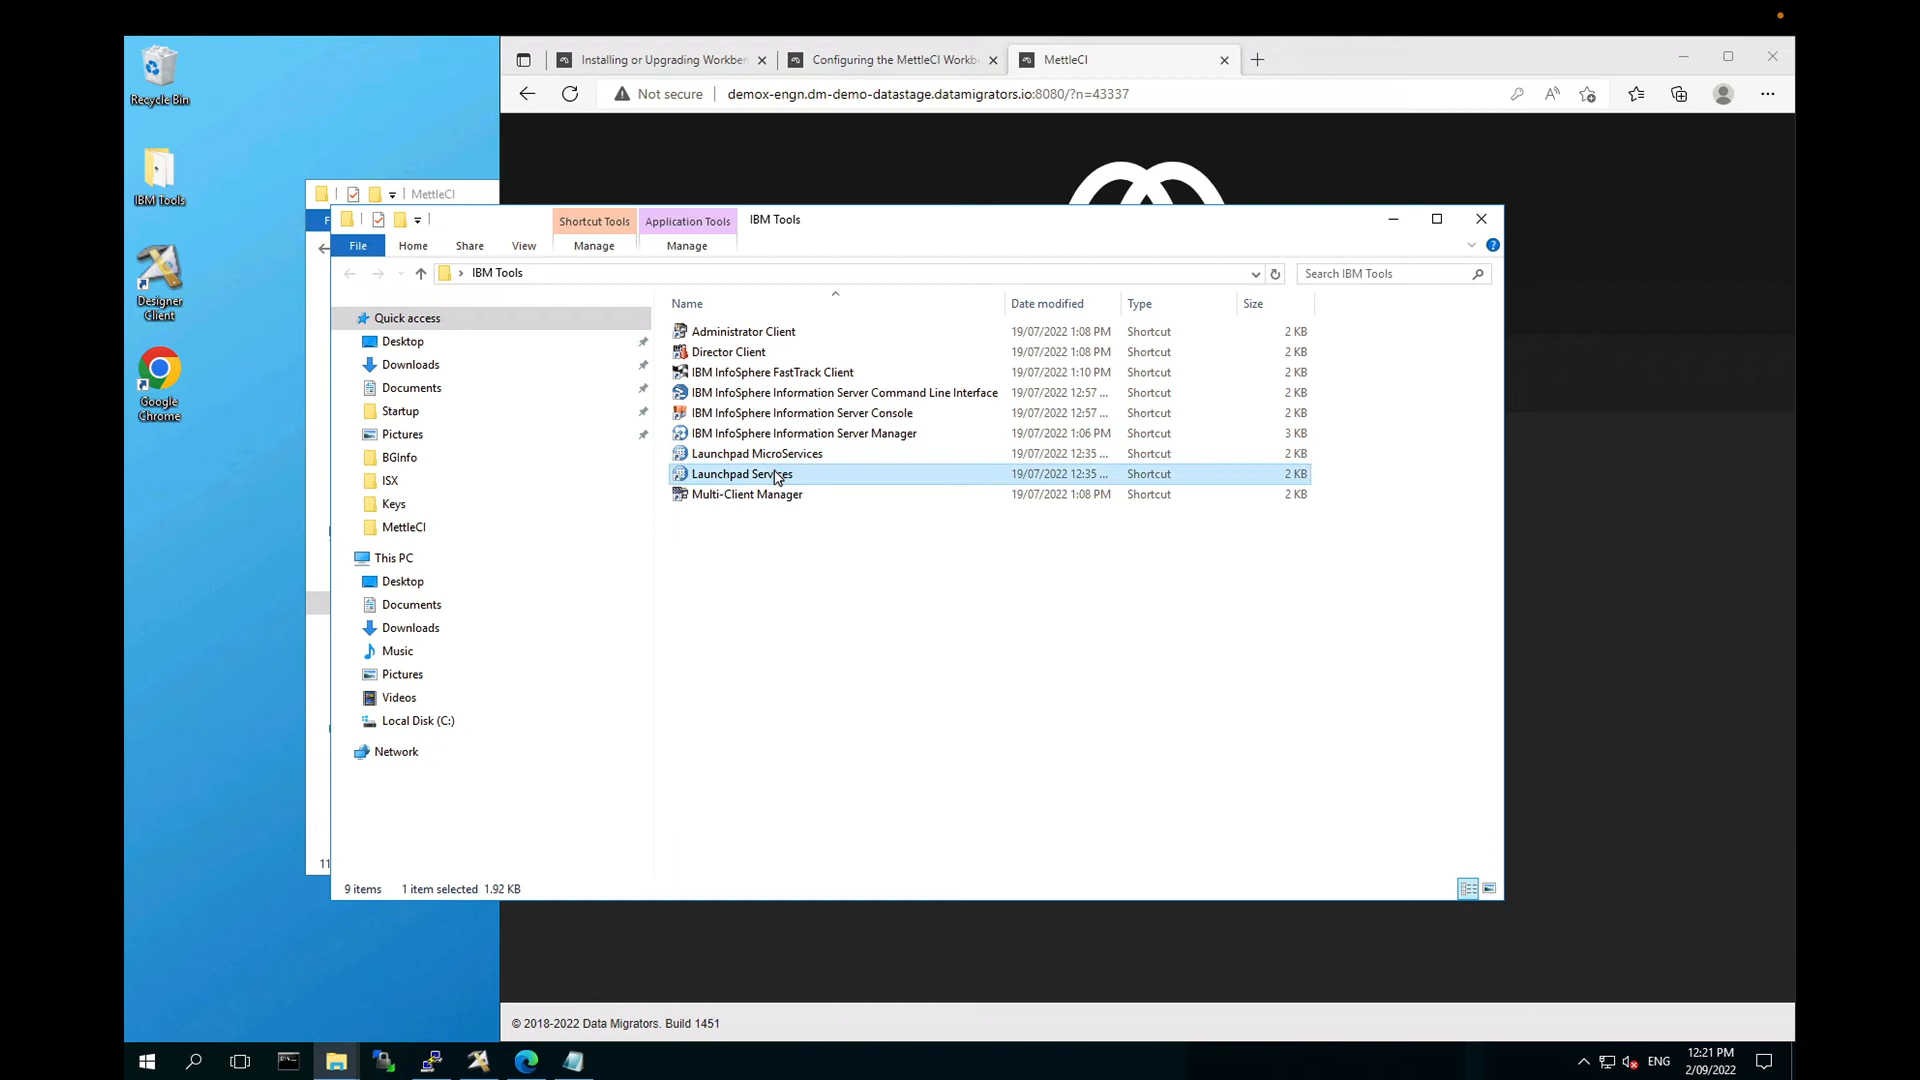 Recycle Bin
IBM Tools
Designer
Client
Google
Chrome
Installing or Upgrading Workben
Configuring the MettleCI Workb
MettleCI
Not secure
demox-engn.dm-demo-datastage.datamigrators.io:8080/?n=43337
MettleCI
F
Shortcut Tools
Application Tools
IBM Tools
File
Home
Share
View
Manage
Manage
IBM Tools
Search IBM Tools
Name
Date modified
Type
Size
Quick access
Desktop
Downloads
Documents
Startup
Pictures
BGInfo
ISX
Keys
MettleCI
This PC
Desktop
Documents
Downloads
Music
Pictures
Videos
Local Disk (C:)
Network
Administrator Client 19/07/2022 1:08 PM Shortcut 2 KB
Director Client 19/07/2022 1:08 PM Shortcut 2 KB
IBM InfoSphere FastTrack Client 19/07/2022 1:10 PM Shortcut 2 KB
IBM InfoSphere Information Server Command Line Interface 19/07/2022 12:57 ... Shortcut 2 KB
IBM InfoSphere Information Server Console 19/07/2022 12:57 ... Shortcut 2 KB
IBM InfoSphere Information Server Manager 19/07/2022 1:06 PM Shortcut 3 KB
Launchpad MicroServices 19/07/2022 12:35 ... Shortcut 2 KB
Launchpad Services 19/07/2022 12:35 ... Shortcut 2 KB
Multi-Client Manager 19/07/2022 1:08 PM Shortcut 2 KB
11
9 items 1 item selected 1.92 KB
© 2018-2022 Data Migrators. Build 1451
ENG
12:21 PM
2/09/2022